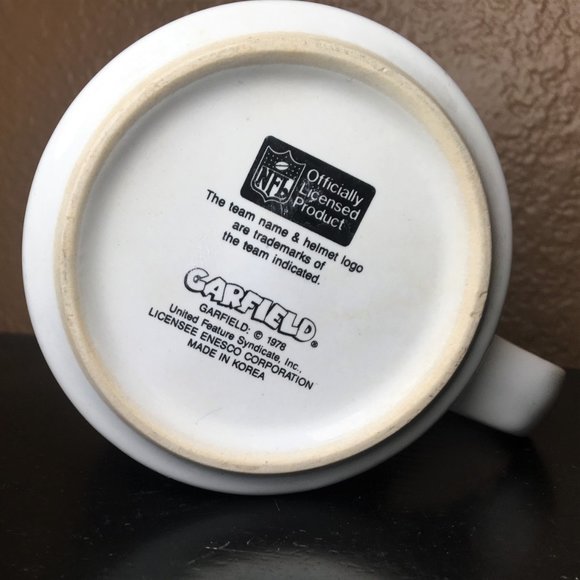 NFL
Officially
Licensed
Product
The team name & helmet logo
are trademarks of
the team indicated.
GARFIELD®
GARFIELD: © 1978
United Feature Syndicate, Inc.,
LICENSEE ENESCO CORPORATION
MADE IN KOREA